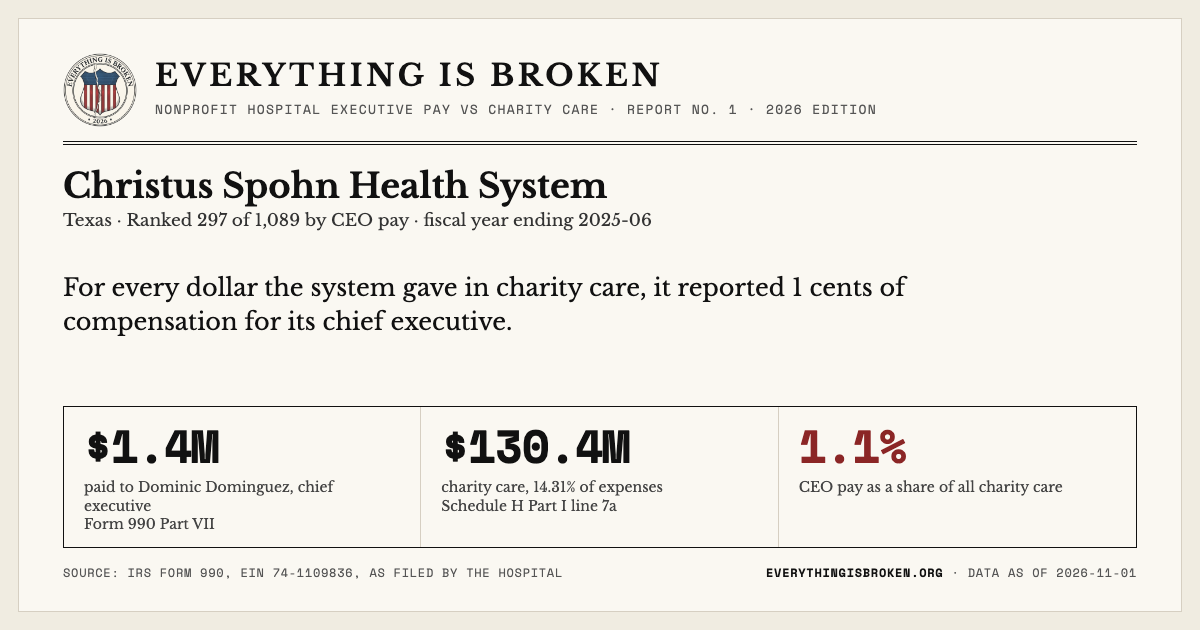 EVERYTHING IS BROKEN
· 2026 ·
EVERYTHING IS BROKEN
NONPROFIT HOSPITAL EXECUTIVE PAY VS CHARITY CARE · REPORT NO. 1 · 2026 EDITION
Christus Spohn Health System
Texas · Ranked 297 of 1,089 by CEO pay · fiscal year ending 2025-06
For every dollar the system gave in charity care, it reported 1 cents of
compensation for its chief executive.
$1.4M
paid to Dominic Dominguez, chief
executive
Form 990 Part VII
$130.4M
charity care, 14.31% of expenses
Schedule H Part I line 7a
1.1%
CEO pay as a share of all charity care
SOURCE: IRS FORM 990, EIN 74-1109836, AS FILED BY THE HOSPITAL
EVERYTHINGISBROKEN.ORG · DATA AS OF 2026-11-01